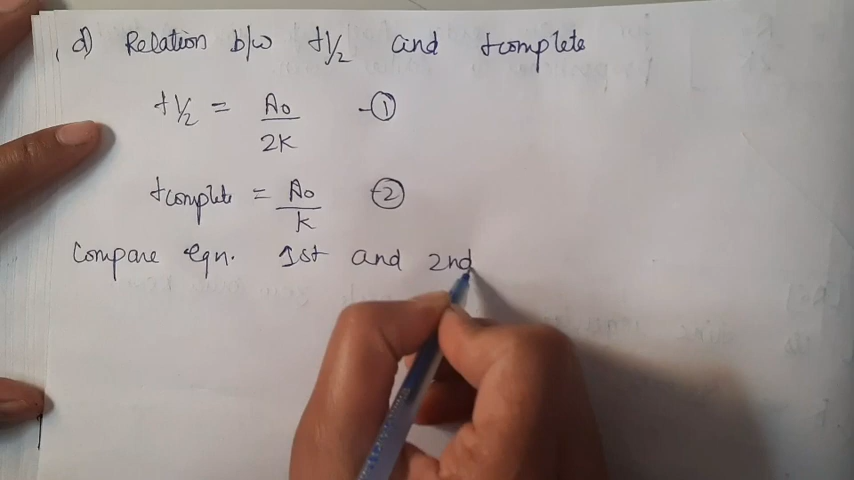 d) Relation b/w t1/2 and tcomplete
t1/2 = A0/2K -①
tcomplete = A0/K -②
Compare eqn. 1st and 2nd